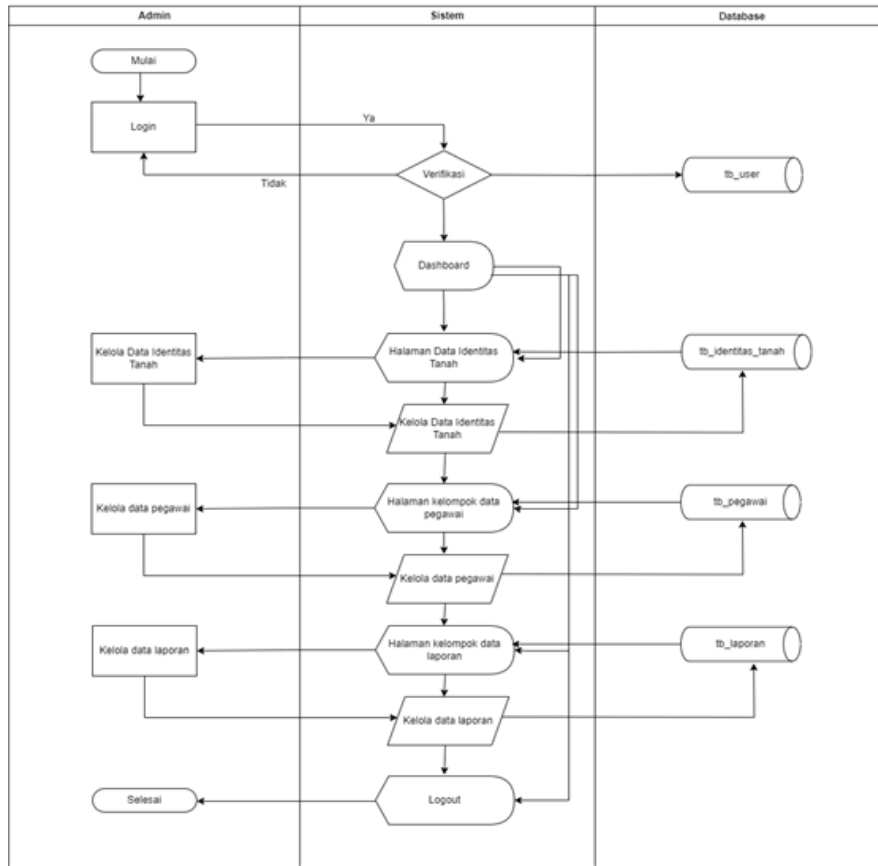 Admin
Sistem
Database
Mulai
Login
Ya
Tidak
Verifikasi
tb_user
Dashboard
Kelola Data Identitas
Tanah
Halaman Data Identitas
Tanah
tb_identitas_tanah
Kelola Data Identitas
Tanah
Kelola data pegawai
Halaman kelompok data
pegawai
tb_pegawai
Kelola data pegawai
Kelola data laporan
Halaman kelompok data
laporan
tb_laporan
Kelola data laporan
Selesai
Logout